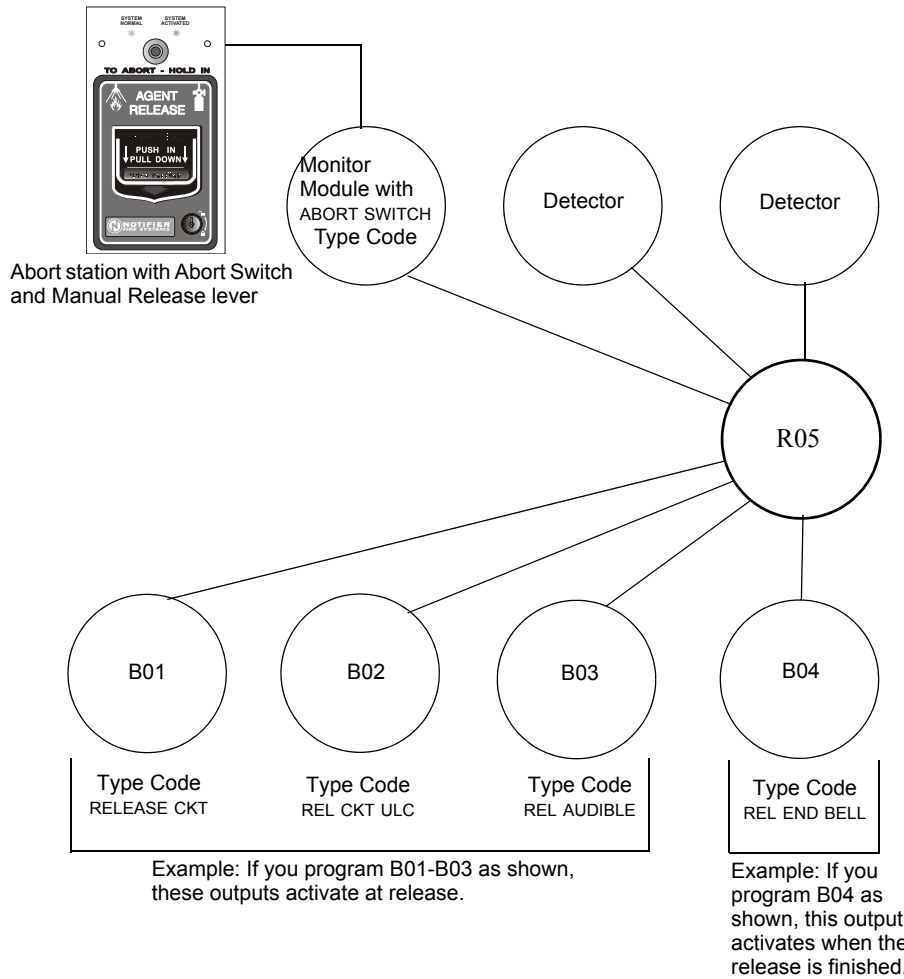 SYSTEM NORMAL
SYSTEM ACTIVATED
TO ABORT - HOLD IN
AGENT
RELEASE
PUSH IN
PULL DOWN
NOTIFIER
FIRE SYSTEMS
Abort station with Abort Switch
and Manual Release lever
Monitor
Module with
ABORT SWITCH
Type Code
Detector
Detector
R05
B01
B02
B03
B04
Type Code
RELEASE CKT
Type Code
REL CKT ULC
Type Code
REL AUDIBLE
Type Code
REL END BELL
Example: If you program B01-B03 as shown,
these outputs activate at release.
Example: If you
program B04 as
shown, this output
activates when the
release is finished.